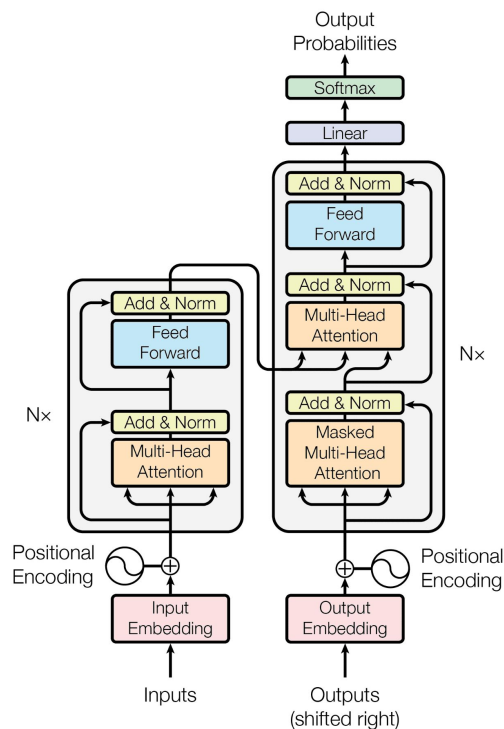 Output
Probabilities
Softmax
Linear
Add & Norm
Feed
Forward
Add & Norm
Multi-Head
Attention
Add & Norm
Masked
Multi-Head
Attention
N×
Add & Norm
Feed
Forward
Add & Norm
Multi-Head
Attention
N×
Positional
Encoding
Input
Embedding
Inputs
Positional
Encoding
Output
Embedding
Outputs
(shifted right)